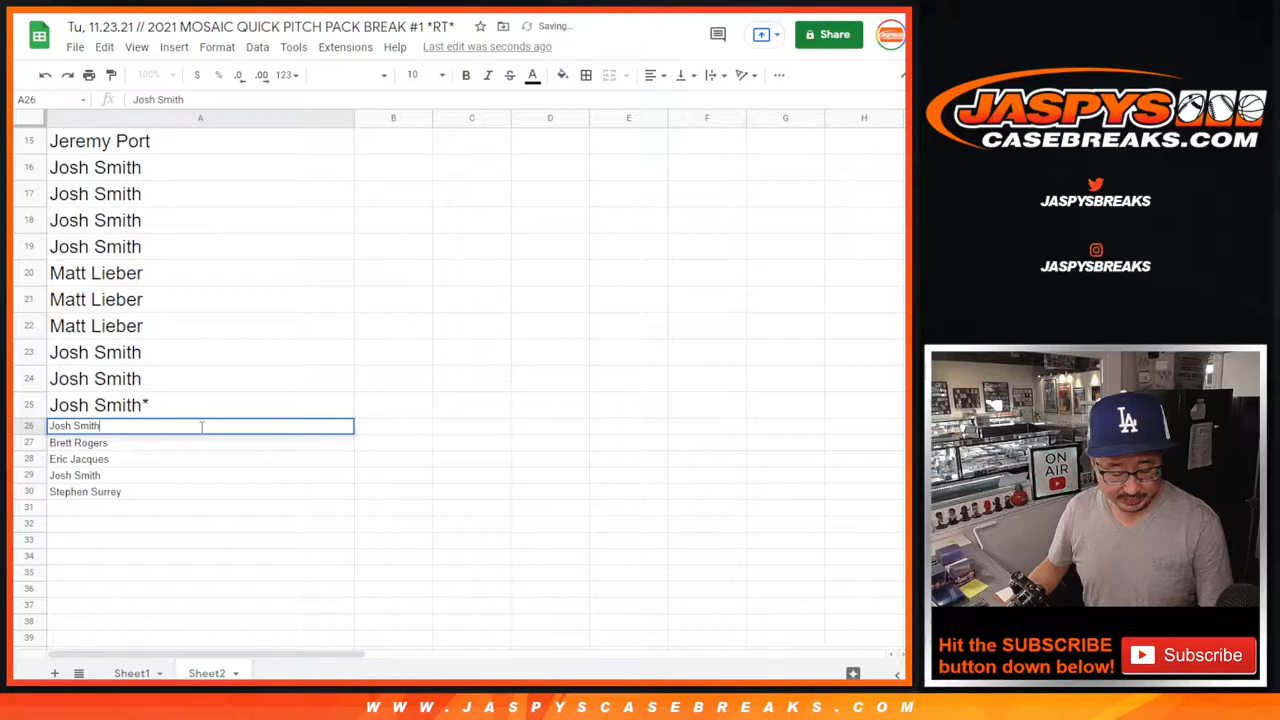 Tu, 11.23.21 // 2021 MOSAIC QUICK PITCH PACK BREAK #1 *RT*
Saving...
File Edit View Insert Format Data Tools Extensions Help Last edit was seconds ago
Share
100% $ % .0 .00 123 10 B I S A
A26 fx Josh Smith
A B C D E F G H
15 Jeremy Port
16 Josh Smith
17 Josh Smith
18 Josh Smith
19 Josh Smith
20 Matt Lieber
21 Matt Lieber
22 Matt Lieber
23 Josh Smith
24 Josh Smith
25 Josh Smith*
26 Josh Smith
27 Brett Rogers
28 Eric Jacques
29 Josh Smith
30 Stephen Surrey
31
32
33
34
35
36
37
38
39
Sheet1 Sheet2
JASPYS
CASEBREAKS.COM
JASPYSBREAKS
JASPYSBREAKS
LA
ON
AIR
Hit the SUBSCRIBE
button down below!
Subscribe
WWW.JASPYSCASEBREAKS.COM